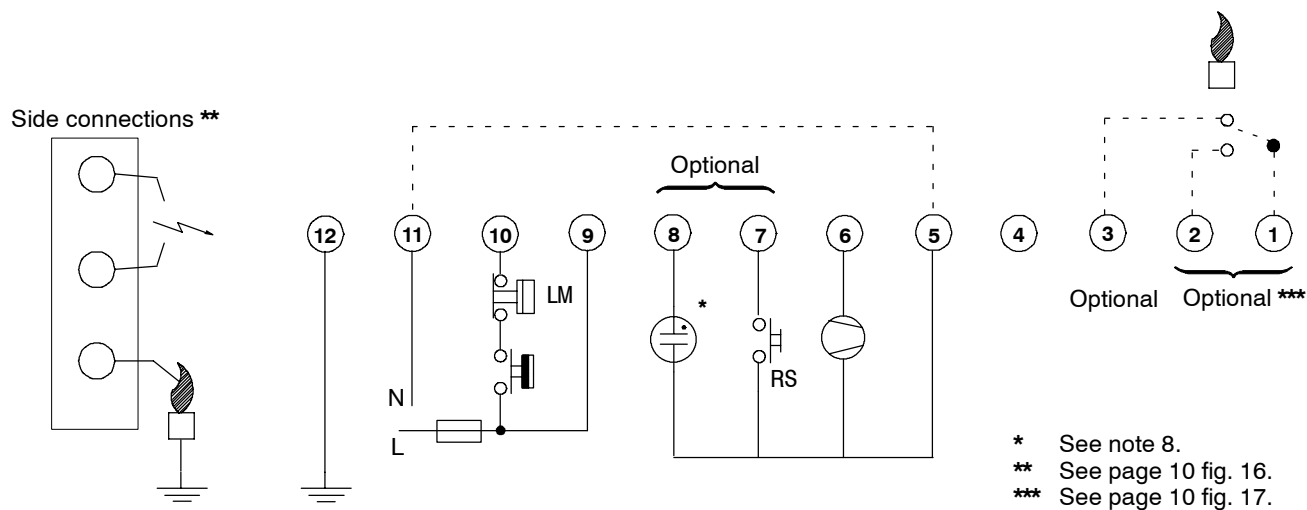 Side connections **
Optional
12
11
10
9
8
7
6
5
4
3
2
1
LM
*
Optional
Optional ***
RS
N
L
* See note 8.
** See page 10 fig. 16.
*** See page 10 fig. 17.